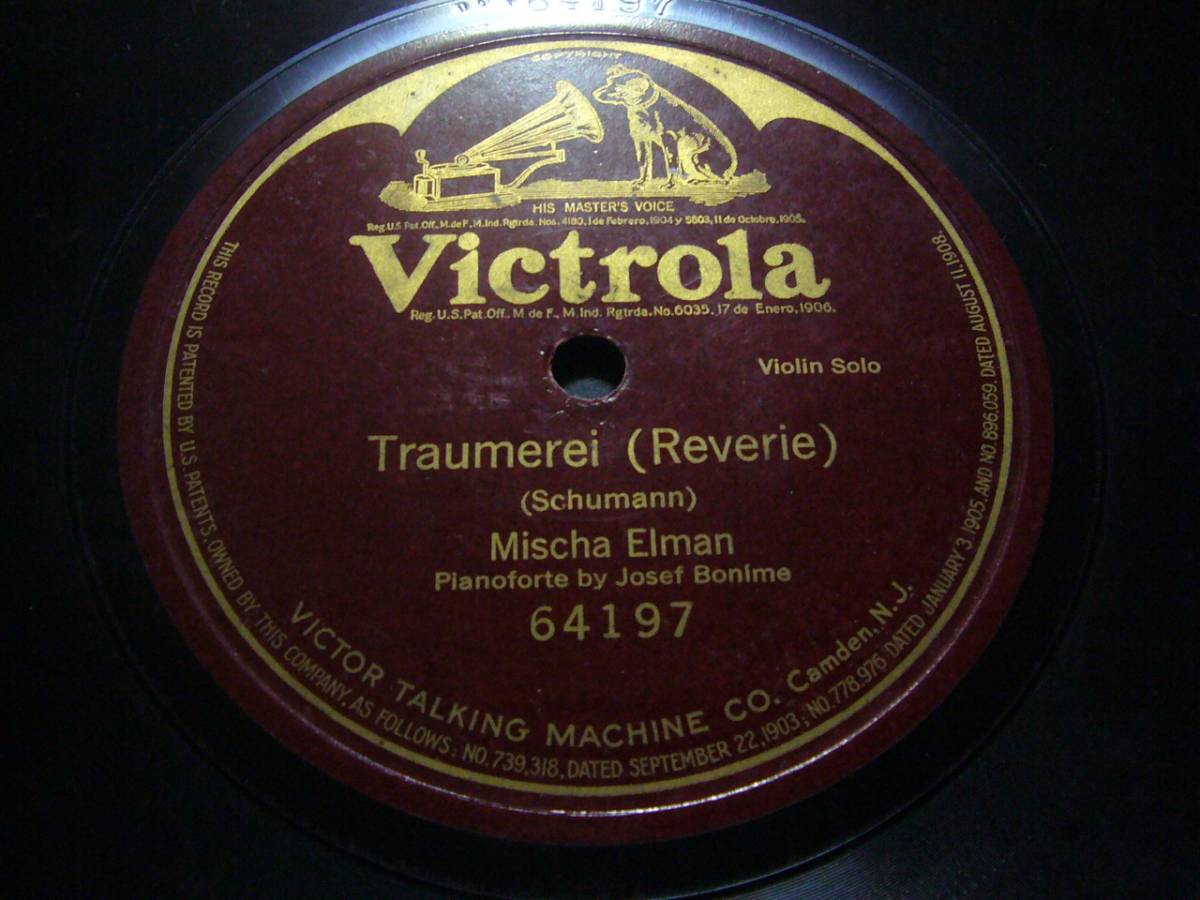 64197
COPYRIGHT
HIS MASTER'S VOICE
Reg. U.S. Pat. Off., M. de F., M. Ind. Rgtrda. Nos. 4180, 1 de Febrero, 1904 y 5803, 11 de Octobro, 1905.
Victrola
Reg. U.S. Pat. Off. M de F., M. Ind. Rgtrda. No. 6035. 17 de Enero, 1906.
Violin Solo
Traumerei (Reverie)
(Schumann)
Mischa Elman
Pianoforte by Josef Bonime
64197
VICTOR TALKING MACHINE CO. Camden, N.J.
THIS RECORD IS PATENTED BY U.S. PATENTS: OWNED BY THIS COMPANY, AS FOLLOWS: NO. 739,318, DATED SEPTEMBER 22, 1903; NO. 778,976 DATED JANUARY 3, 1905. AND NO. 896,059, DATED AUGUST 11, 1908.